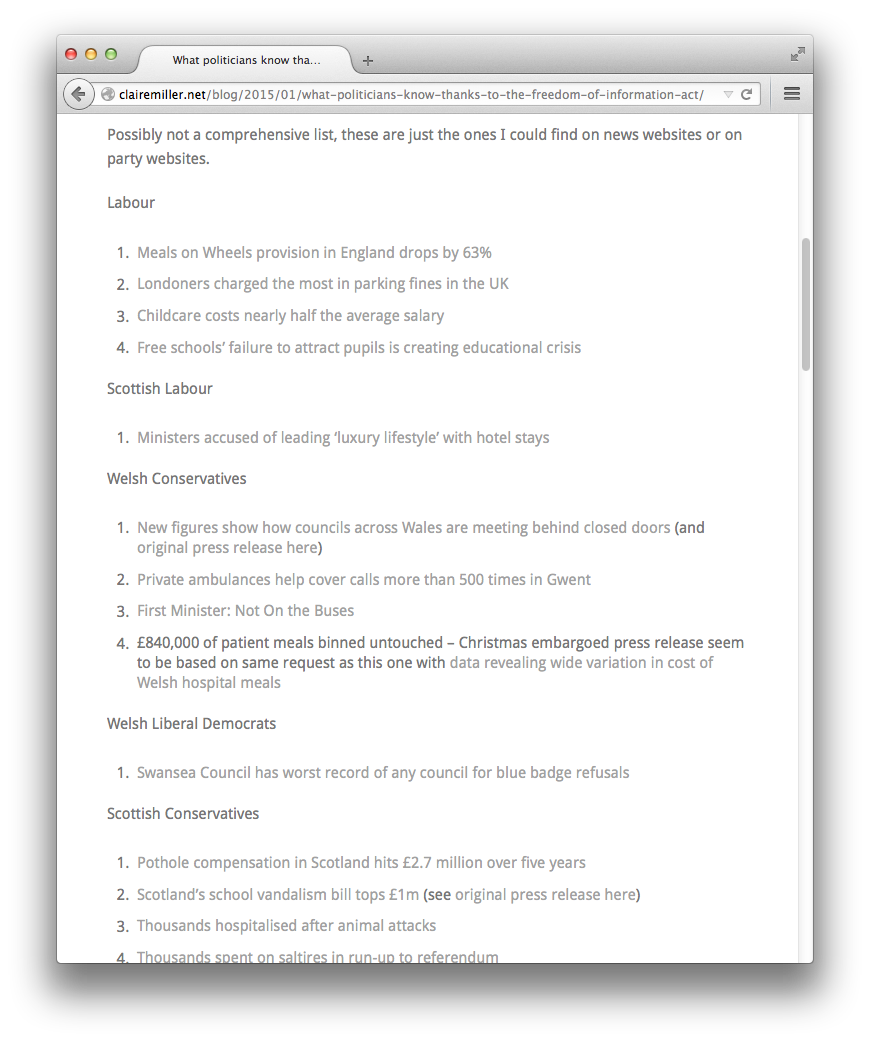 What politicians know tha...
clairemiller.net/blog/2015/01/what-politicians-know-thanks-to-the-freedom-of-information-act/
Possibly not a comprehensive list, these are just the ones I could find on news websites or on
party websites.
Labour
1. Meals on Wheels provision in England drops by 63%
2. Londoners charged the most in parking fines in the UK
3. Childcare costs nearly half the average salary
4. Free schools’ failure to attract pupils is creating educational crisis
Scottish Labour
1. Ministers accused of leading ‘luxury lifestyle’ with hotel stays
Welsh Conservatives
1. New figures show how councils across Wales are meeting behind closed doors (and
original press release here)
2. Private ambulances help cover calls more than 500 times in Gwent
3. First Minister: Not On the Buses
4. £840,000 of patient meals binned untouched – Christmas embargoed press release seem
to be based on same request as this one with data revealing wide variation in cost of
Welsh hospital meals
Welsh Liberal Democrats
1. Swansea Council has worst record of any council for blue badge refusals
Scottish Conservatives
1. Pothole compensation in Scotland hits £2.7 million over five years
2. Scotland’s school vandalism bill tops £1m (see original press release here)
3. Thousands hospitalised after animal attacks
4. Thousands spent on saltires in run-up to referendum